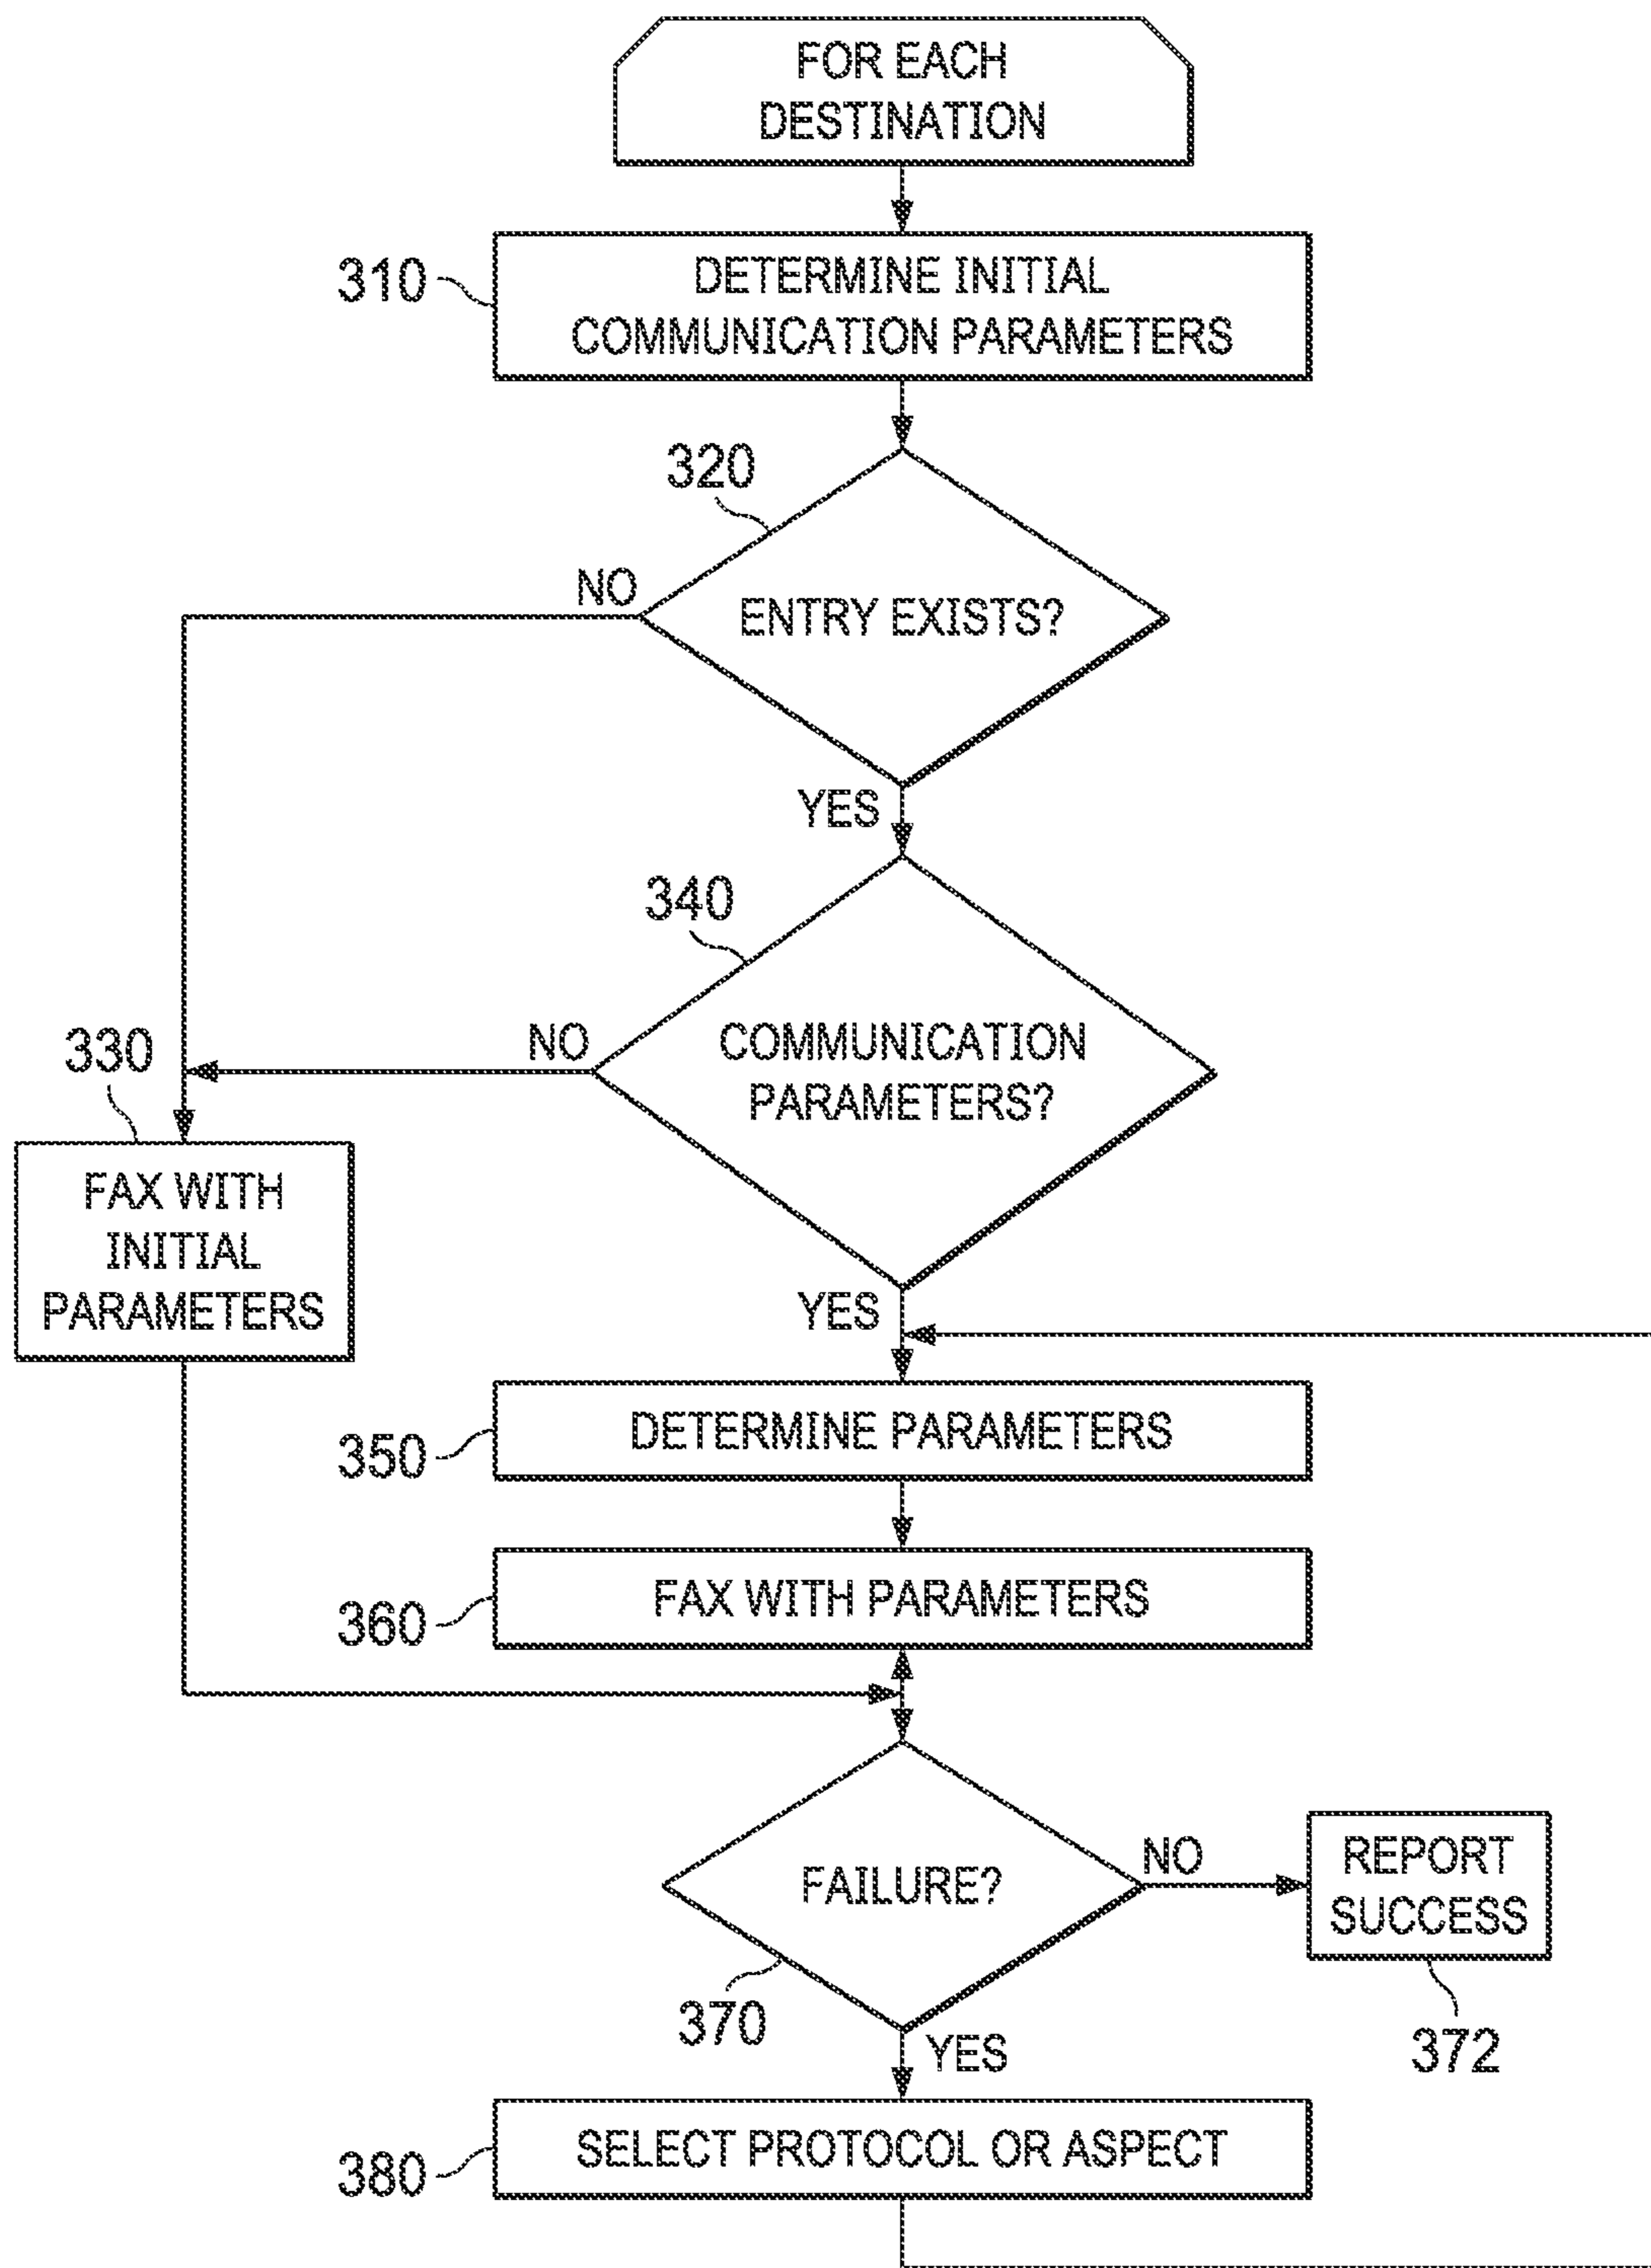 FOR EACH
DESTINATION
310
DETERMINE INITIAL
COMMUNICATION PARAMETERS
320
NO
ENTRY EXISTS?
YES
340
330
NO
COMMUNICATION
PARAMETERS?
FAX WITH
INITIAL
PARAMETERS
YES
350
DETERMINE PARAMETERS
360
FAX WITH PARAMETERS
FAILURE?
NO
REPORT
SUCCESS
370
372
YES
380
SELECT PROTOCOL OR ASPECT